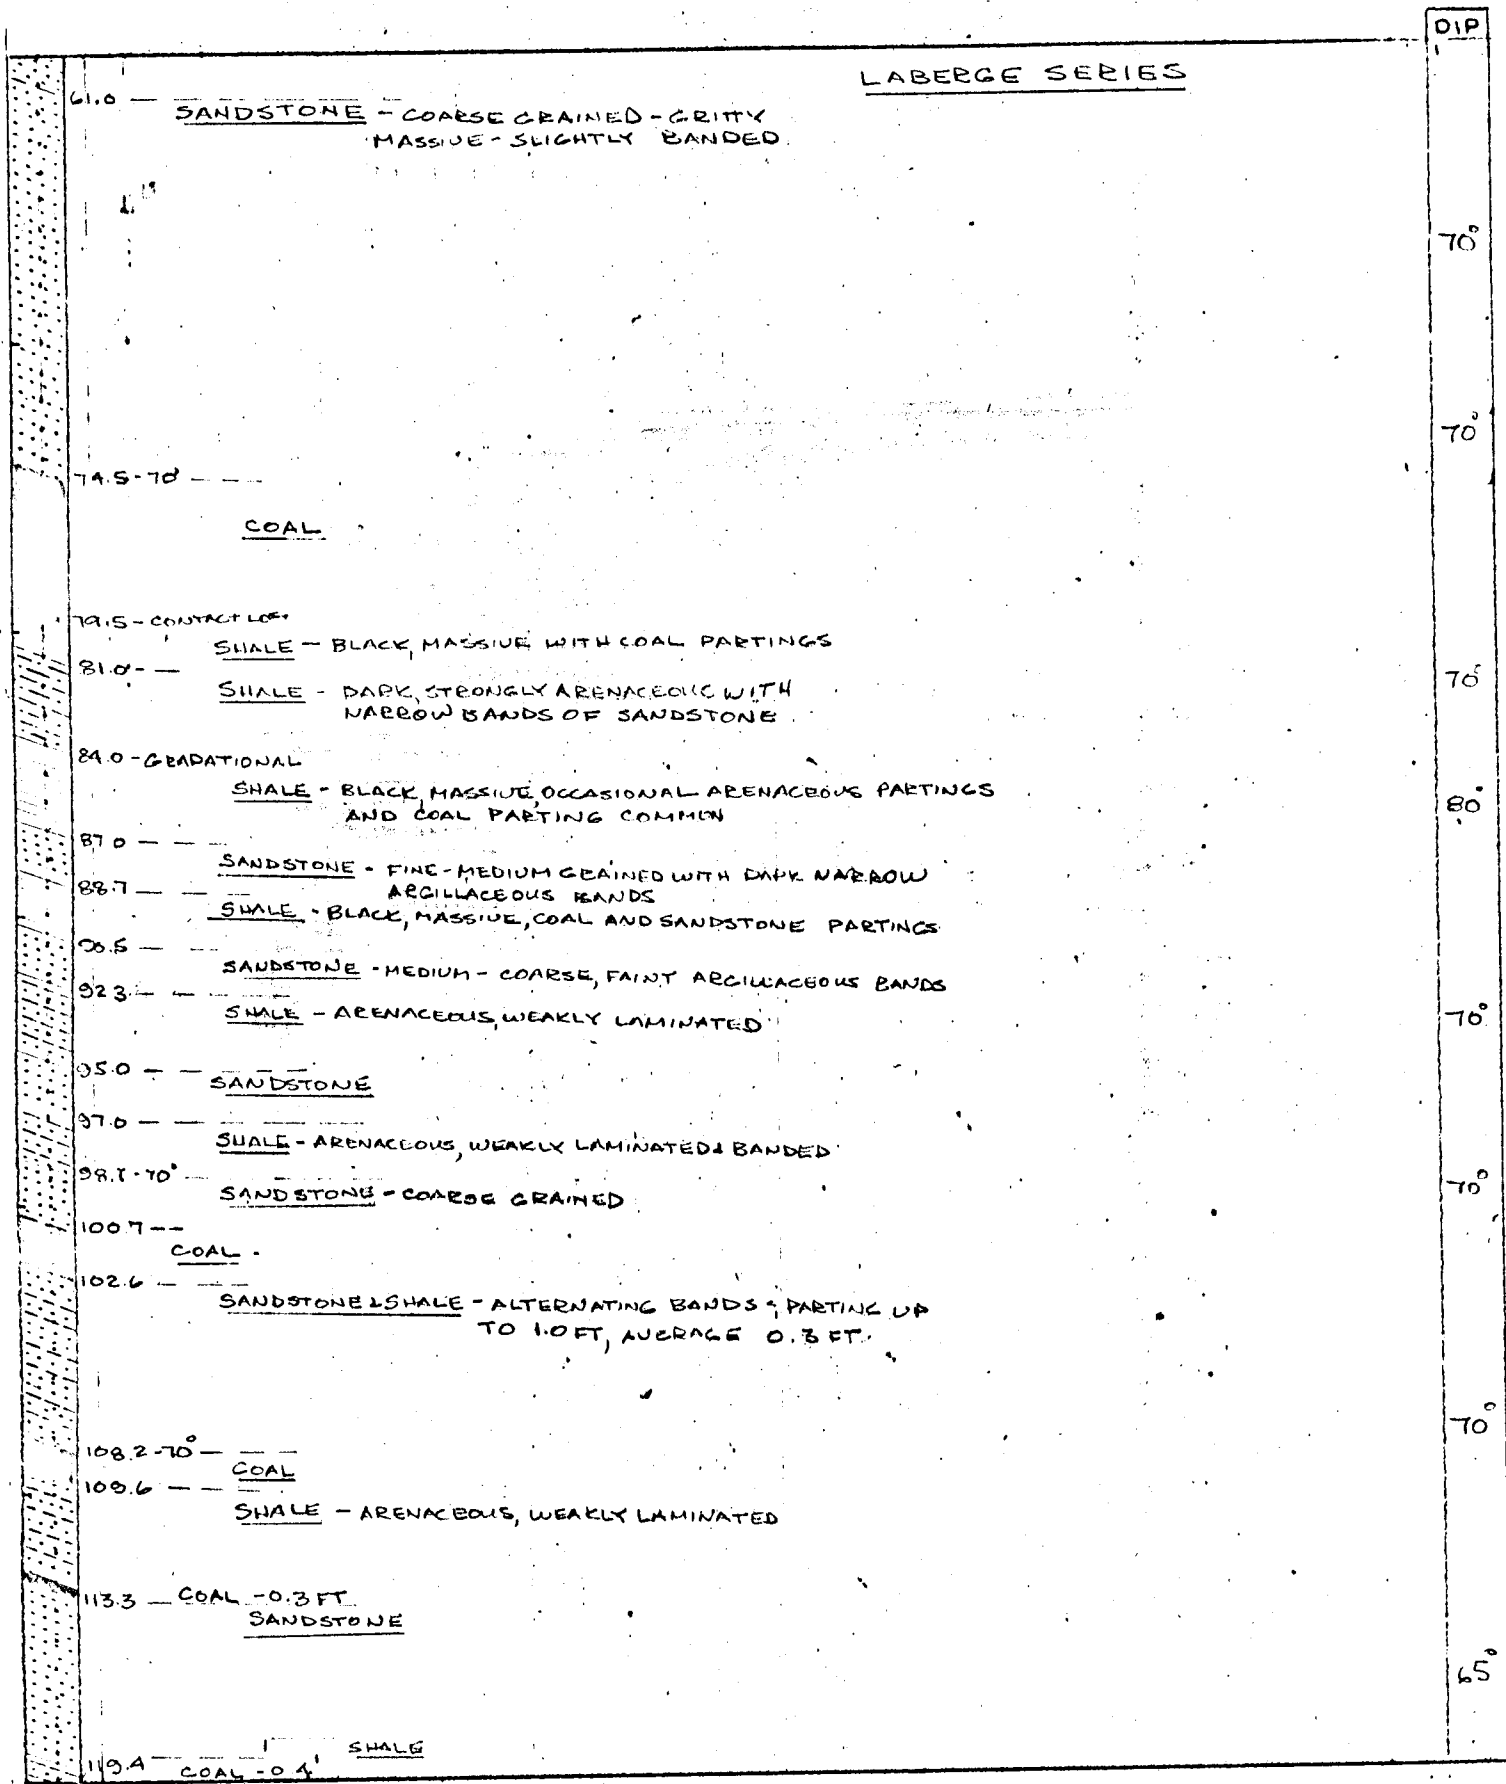 DIP
LABERGE SERIES
61.0 —
SANDSTONE - COARSE GRAINED - GRITTY
MASSIVE - SLIGHTLY BANDED
70°
70°
74.5 - 70° — —
COAL
79.5 - CONTACT LOST
SHALE - BLACK, MASSIVE WITH COAL PARTINGS
81.0 - —
70°
SHALE - DARK, STRONGLY ARENACEOUS WITH
NARROW BANDS OF SANDSTONE
84.0 - GRADATIONAL
SHALE - BLACK, MASSIVE, OCCASIONAL ARENACEOUS PARTINGS
80°
AND COAL PARTING COMMON
87.0 — — —
SANDSTONE - FINE-MEDIUM GRAINED WITH DARK NARROW
88.7 — — —
ARGILLACEOUS BANDS
SHALE - BLACK, MASSIVE, COAL AND SANDSTONE PARTINGS
90.5 — —
SANDSTONE - MEDIUM - COARSE, FAINT ARGILLACEOUS BANDS
92.3 — — —
SHALE - ARENACEOUS, WEAKLY LAMINATED
70°
95.0 — — —
SANDSTONE
97.0 — — —
SHALE - ARENACEOUS, WEAKLY LAMINATED & BANDED
98.7 - 70° —
SANDSTONE - COARSE GRAINED
70°
100.7 — —
COAL -
102.6 — — —
SANDSTONE & SHALE - ALTERNATING BANDS & PARTING UP
TO 1.0 FT, AVERAGE 0.3 FT.
70°
108.2 - 70° — — —
COAL
109.6 — — —
SHALE - ARENACEOUS, WEAKLY LAMINATED
113.3 — COAL - 0.3 FT
SANDSTONE
65°
SHALE
119.4 — — —
COAL - 0.4'